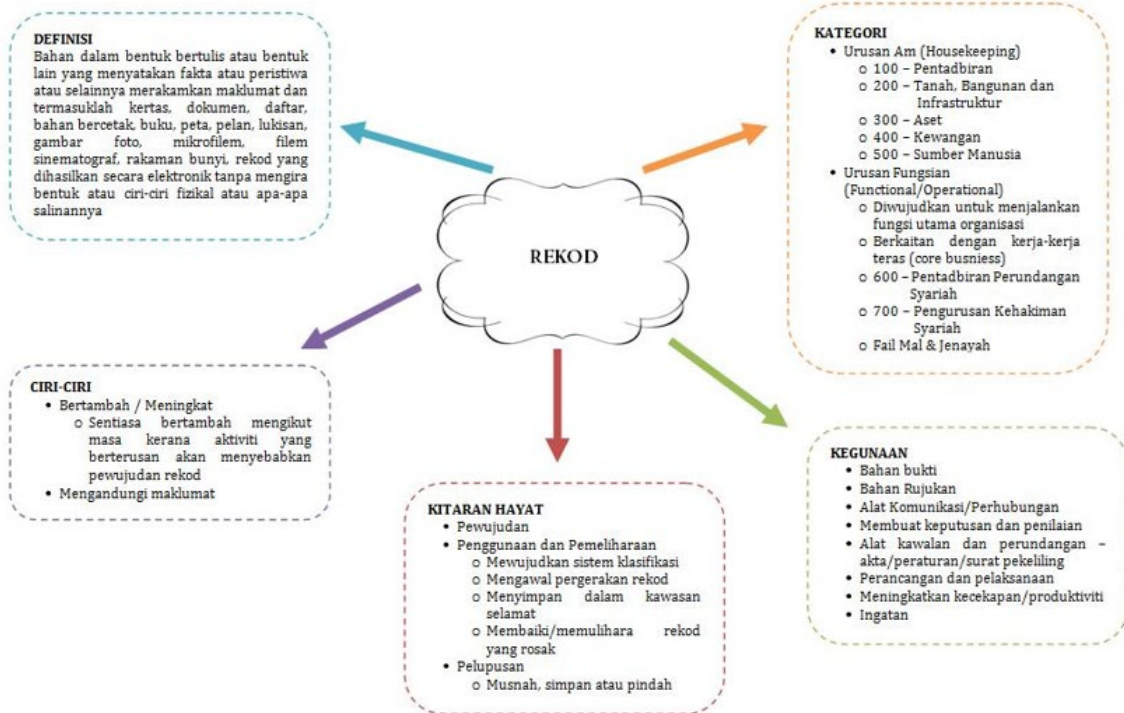 DEFINISI
Bahan dalam bentuk bertulis atau bentuk
lain yang menyatakan fakta atau peristiwa
atau selainnya merakamkan maklumat dan
termasuklah kertas, dokumen, daftar,
bahan bercetak, buku, peta, pelan, lukisan,
gambar foto, mikrofilem, filem
sinematograf, rakaman bunyi, rekod yang
dihasilkan secara elektronik tanpa mengira
bentuk atau ciri-ciri fizikal atau apa-apa
salinannya
KATEGORI
• Urusan Am (Housekeeping)
o 100 – Pentadbiran
o 200 – Tanah, Bangunan dan
Infrastruktur
o 300 – Aset
o 400 – Kewangan
o 500 – Sumber Manusia
• Urusan Fungsian
(Functional/Operational)
o Diwujudkan untuk menjalankan
fungsi utama organisasi
o Berkaitan dengan kerja-kerja
teras (core busniess)
o 600 – Pentadbiran Perundangan
Syariah
o 700 – Pengurusan Kehakiman
Syariah
o Fail Mal & Jenayah
REKOD
CIRI-CIRI
• Bertambah / Meningkat
o Sentiasa bertambah mengikut
masa kerana aktiviti yang
berterusan akan menyebabkan
pewujudan rekod
• Mengandungi maklumat
KITARAN HAYAT
• Pewujudan
• Penggunaan dan Pemeliharaan
o Mewujudkan sistem klasifikasi
o Mengawal pergerakan rekod
o Menyimpan dalam kawasan
selamat
o Membaiki/memulihara rekod
yang rosak
• Pelupusan
o Musnah, simpan atau pindah
KEGUNAAN
• Bahan bukti
• Bahan Rujukan
• Alat Komunikasi/Perhubungan
• Membuat keputusan dan penilaian
• Alat kawalan dan perundangan –
akta/peraturan/surat pekeliling
• Perancangan dan pelaksanaan
• Meningkatkan kecekapan/produktiviti
• Ingatan